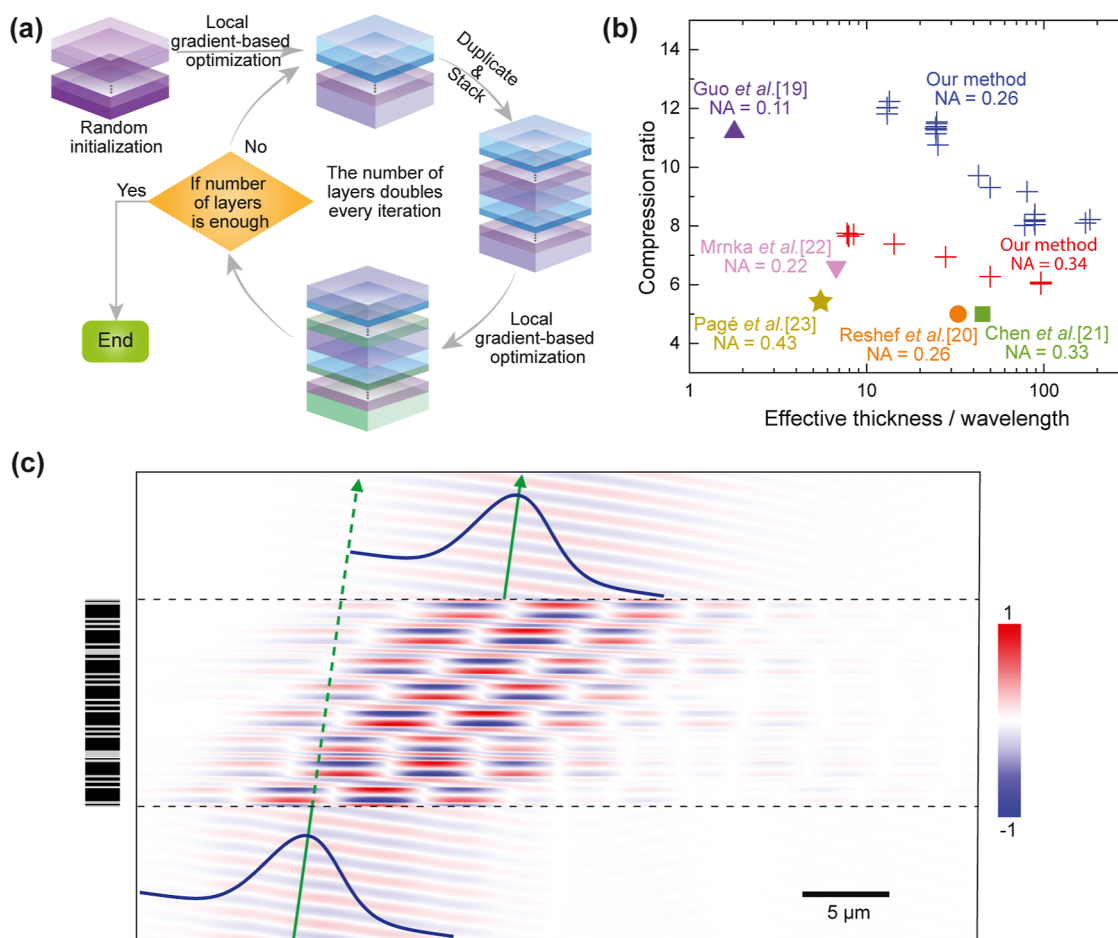 (a)
Local
gradient-based
optimization
Duplicate
&
Stack
Random
initialization
No
Yes
If number
of layers
is enough
The number of
layers doubles
every iteration
End
Local
gradient-based
optimization
(b)
Compression ratio
14
12
10
8
6
4
1
10
100
Effective thickness / wavelength
Guo et al.[19]
NA = 0.11
Our method
NA = 0.26
Mrnka et al.[22]
NA = 0.22
Our method
NA = 0.34
Pagé et al.[23]
NA = 0.43
Reshef et al.[20]
NA = 0.26
Chen et al.[21]
NA = 0.33
(c)
1
-1
5 μm